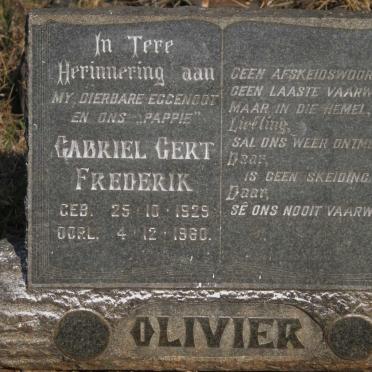 In Tere
Herinnering aan
MY DIERBARE EGGENOOT
EN ONS „PAPPIE"
GABRIEL GERT
FREDERIK
GEB. 25 · 10 · 1925
OORL. 4 · 12 · 1980.
GEEN AFSKEIDSWOOR
GEEN LAASTE VAARW
MAAR IN DIE HEMEL,
Liefling,
SAL ONS WEER ONTM
Daar,
IS GEEN SKEIDING.
Daar,
SÊ ONS NOOIT VAARW
OLIVIER